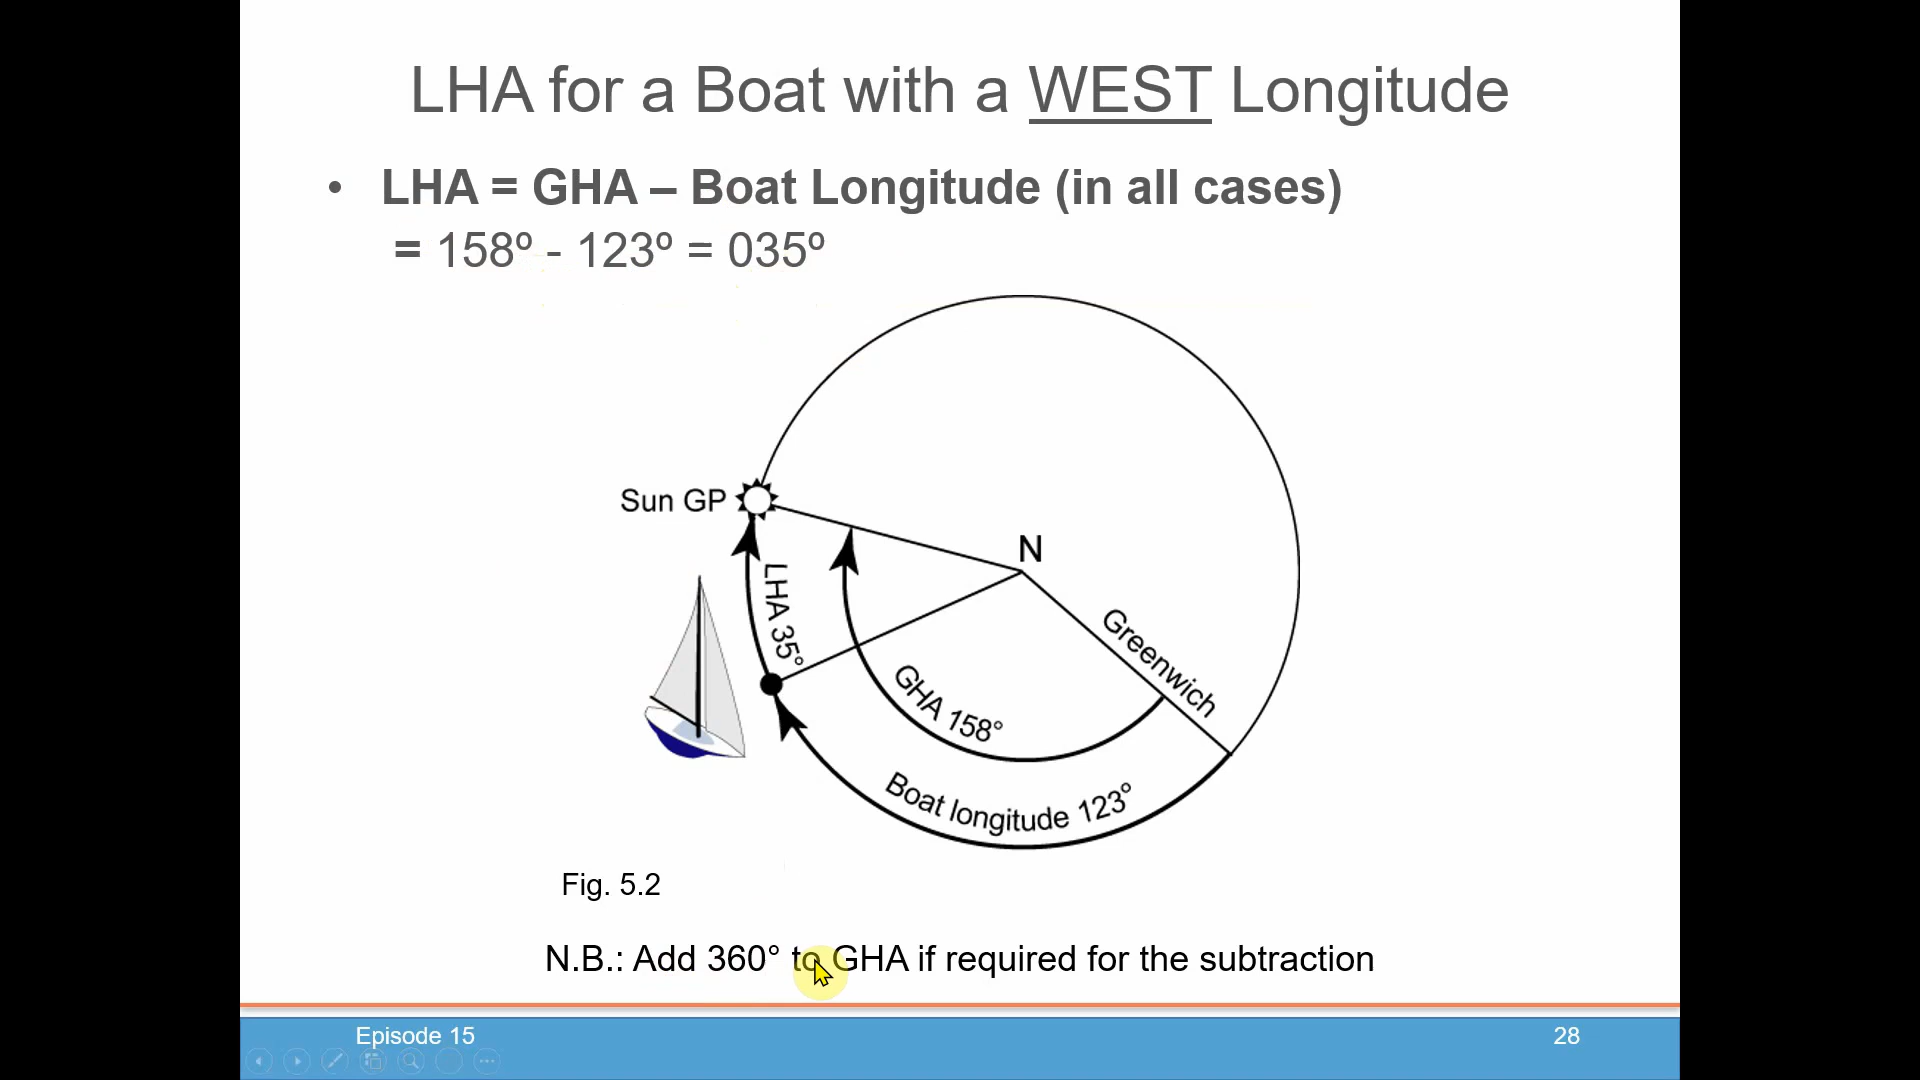 LHA for a Boat with a WEST Longitude
• LHA = GHA – Boat Longitude (in all cases)
= 158º - 123º = 035º
Sun GP
N
LHA 35°
Greenwich
GHA 158°
Boat longitude 123°
Fig. 5.2
N.B.: Add 360° to GHA if required for the subtraction
Episode 15
28